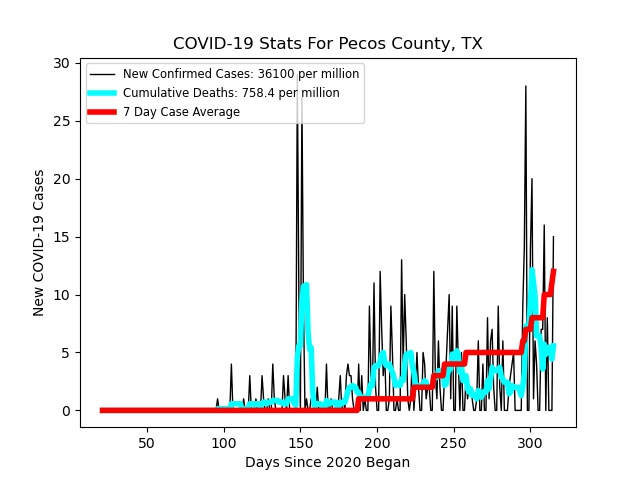 COVID-19 Stats For Pecos County, TX
New Confirmed Cases: 36100 per million
Cumulative Deaths: 758.4 per million
7 Day Case Average
30
25
20
15
10
5
0
New COVID-19 Cases
50 100 150 200 250 300
Days Since 2020 Began